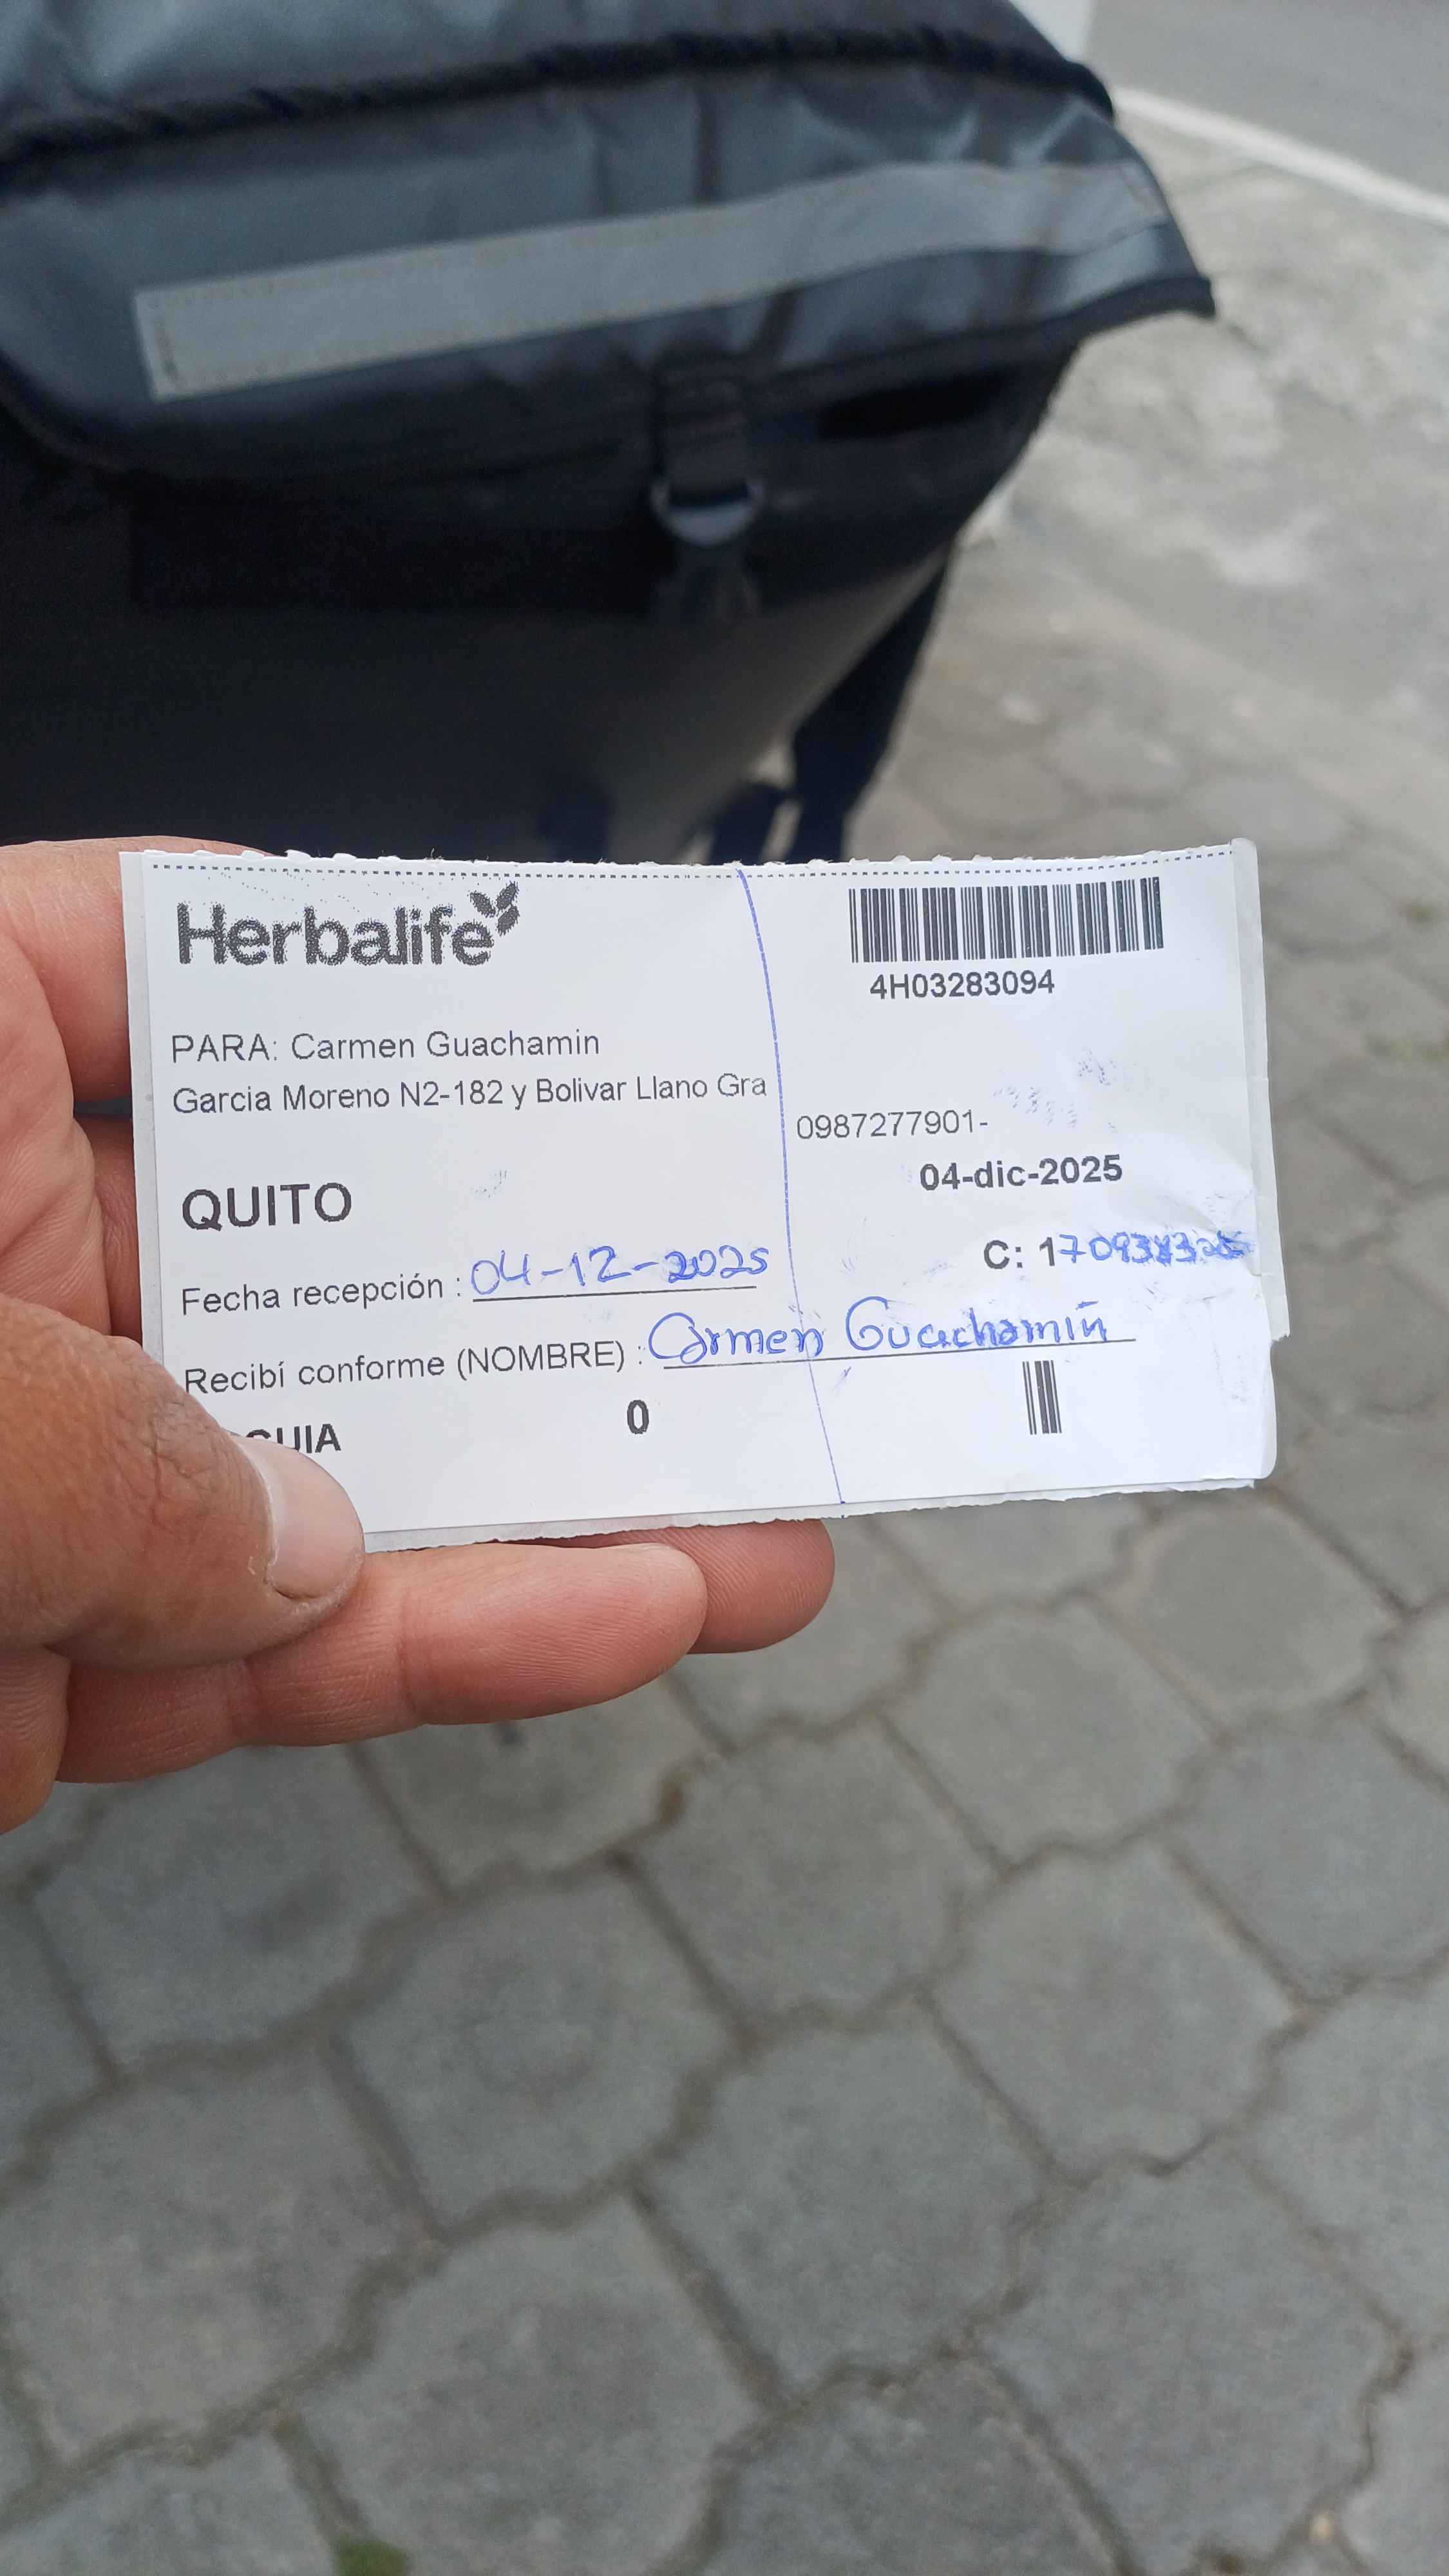 Herbalife
4H03283094
PARA: Carmen Guachamin
Garcia Moreno N2-182 y Bolivar Llano Gra
0987277901-
04-dic-2025
QUITO
C:
Fecha recepción : 04-12-2025
Recibí conforme (NOMBRE) : Carmen Guachamin
0